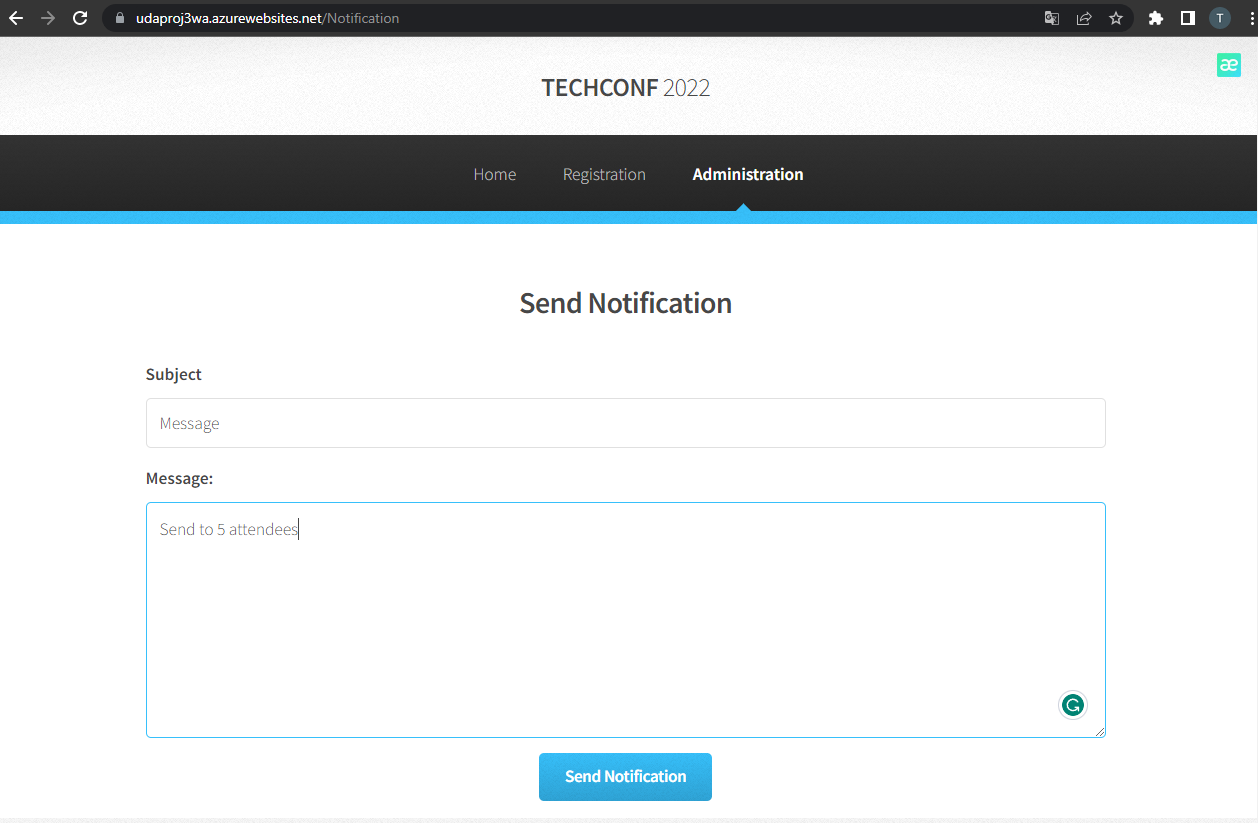 udaproj3wa.azurewebsites.net/Notification
T
æ
TECHCONF 2022
Home Registration Administration
Send Notification
Subject
Message
Message:
Send to 5 attendees
Send Notification